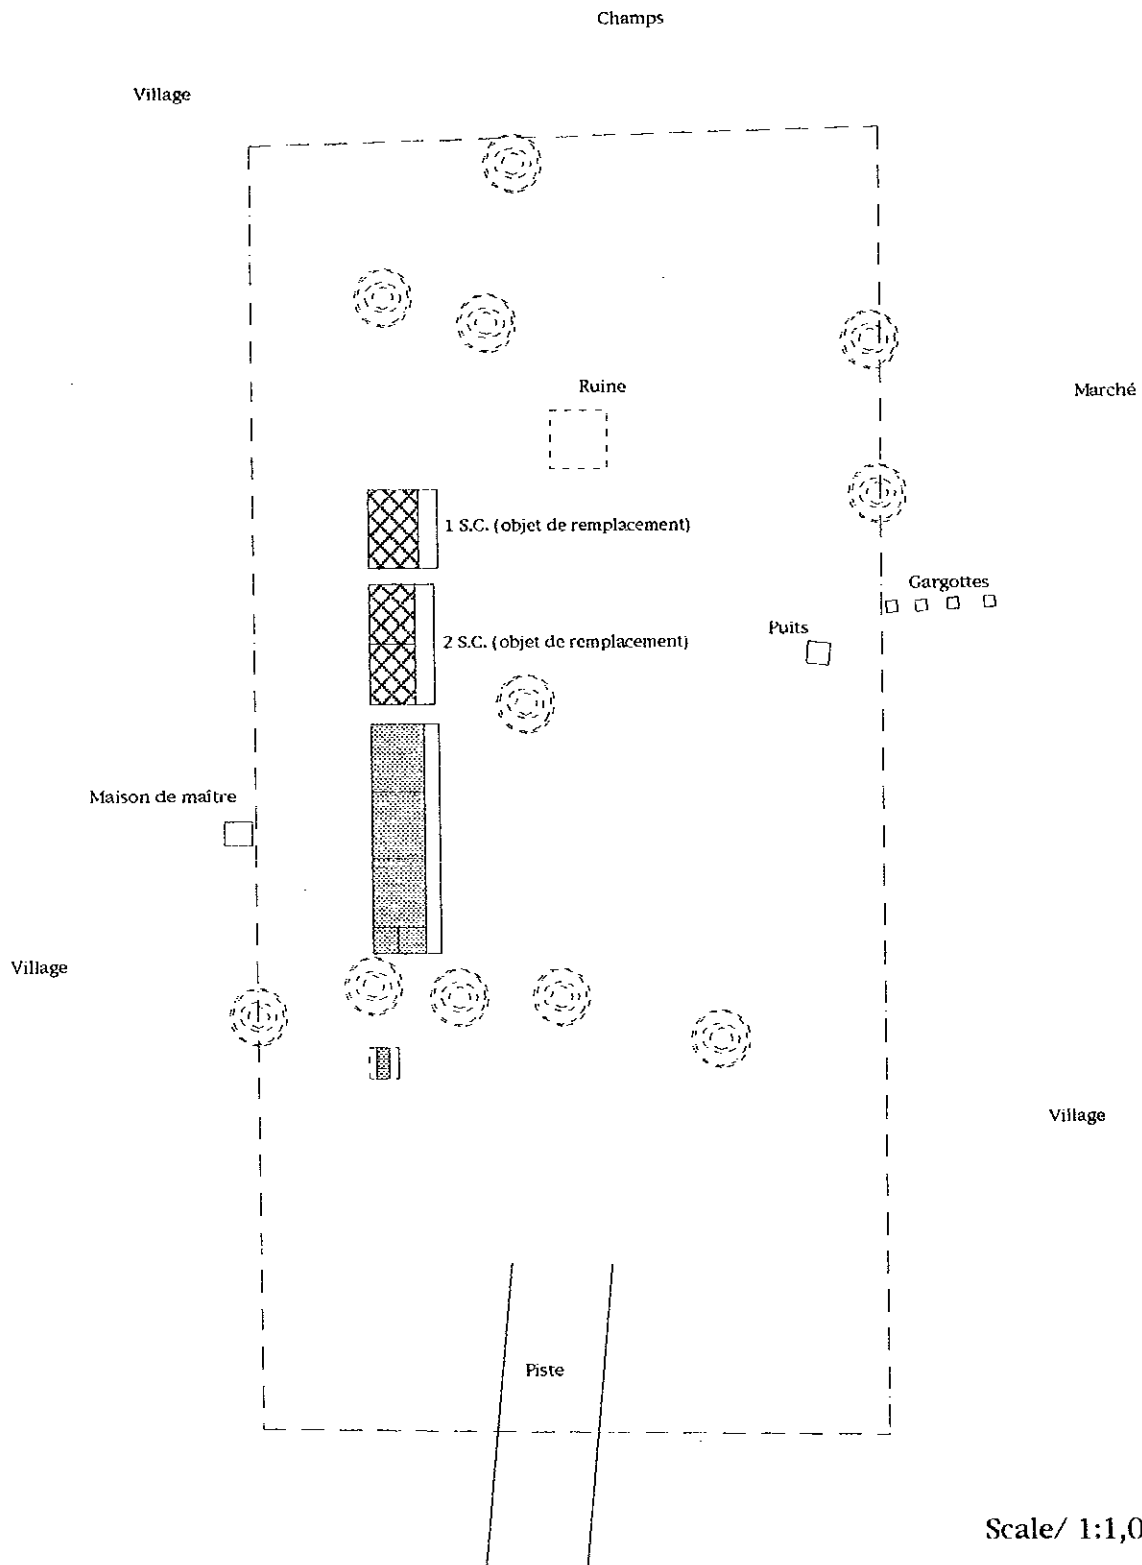 Champs
Village
Ruine
Marché
1 S.C. (objet de remplacement)
Gargottes
Puits
2 S.C. (objet de remplacement)
Maison de maître
Village
Village
Piste
Scale/ 1:1,0